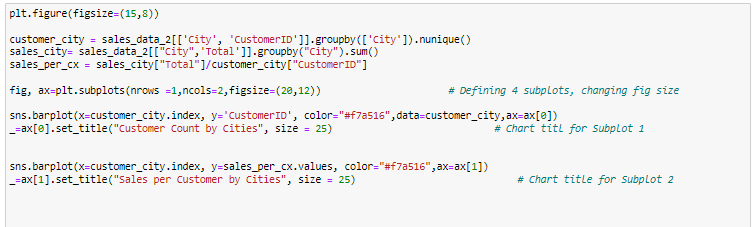 plt.figure(figsize=(15,8))
customer_city = sales_data_2[['City', 'CustomerID']].groupby(['City']).nunique()
sales_city= sales_data_2[["City",'Total']].groupby("City").sum()
sales_per_cx = sales_city["Total"]/customer_city["CustomerID"]
fig, ax=plt.subplots(nrows =1,ncols=2,figsize=(20,12)) # Defining 4 subplots, changing fig size
sns.barplot(x=customer_city.index, y='CustomerID', color="#f7a516",data=customer_city,ax=ax[0])
_=ax[0].set_title("Customer Count by Cities", size = 25) # Chart titl for Subplot 1
sns.barplot(x=customer_city.index, y=sales_per_cx.values, color="#f7a516",ax=ax[1])
_=ax[1].set_title("Sales per Customer by Cities", size = 25) # Chart title for Subplot 2